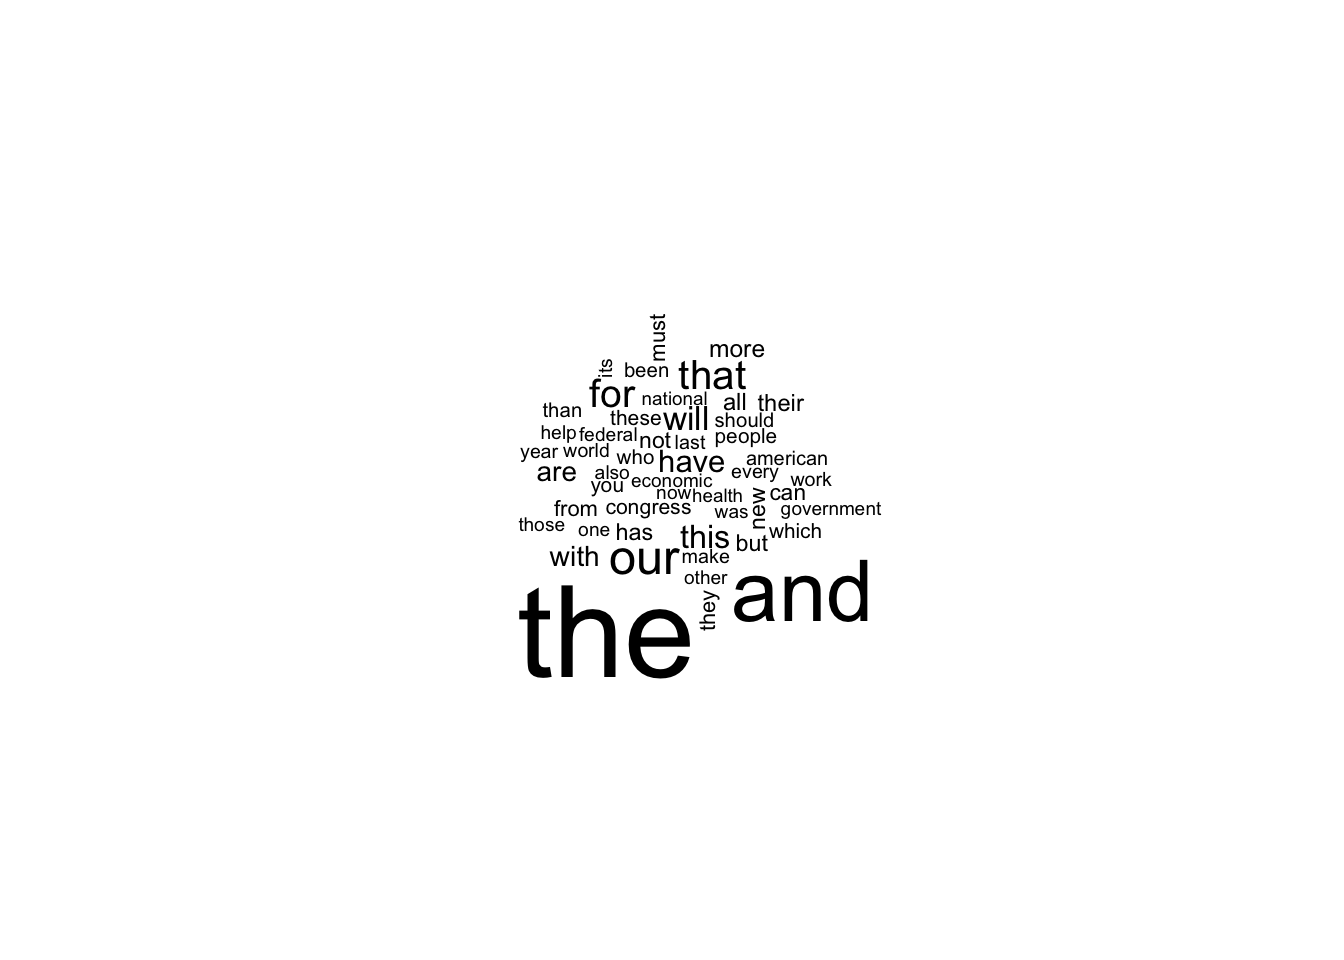 must
more
its been that
for national all their
than these will should
help federal not last people
year world who have american
are also economic every work
you now health new can
from congress was government
those one has this but which
with our make
other
the they and